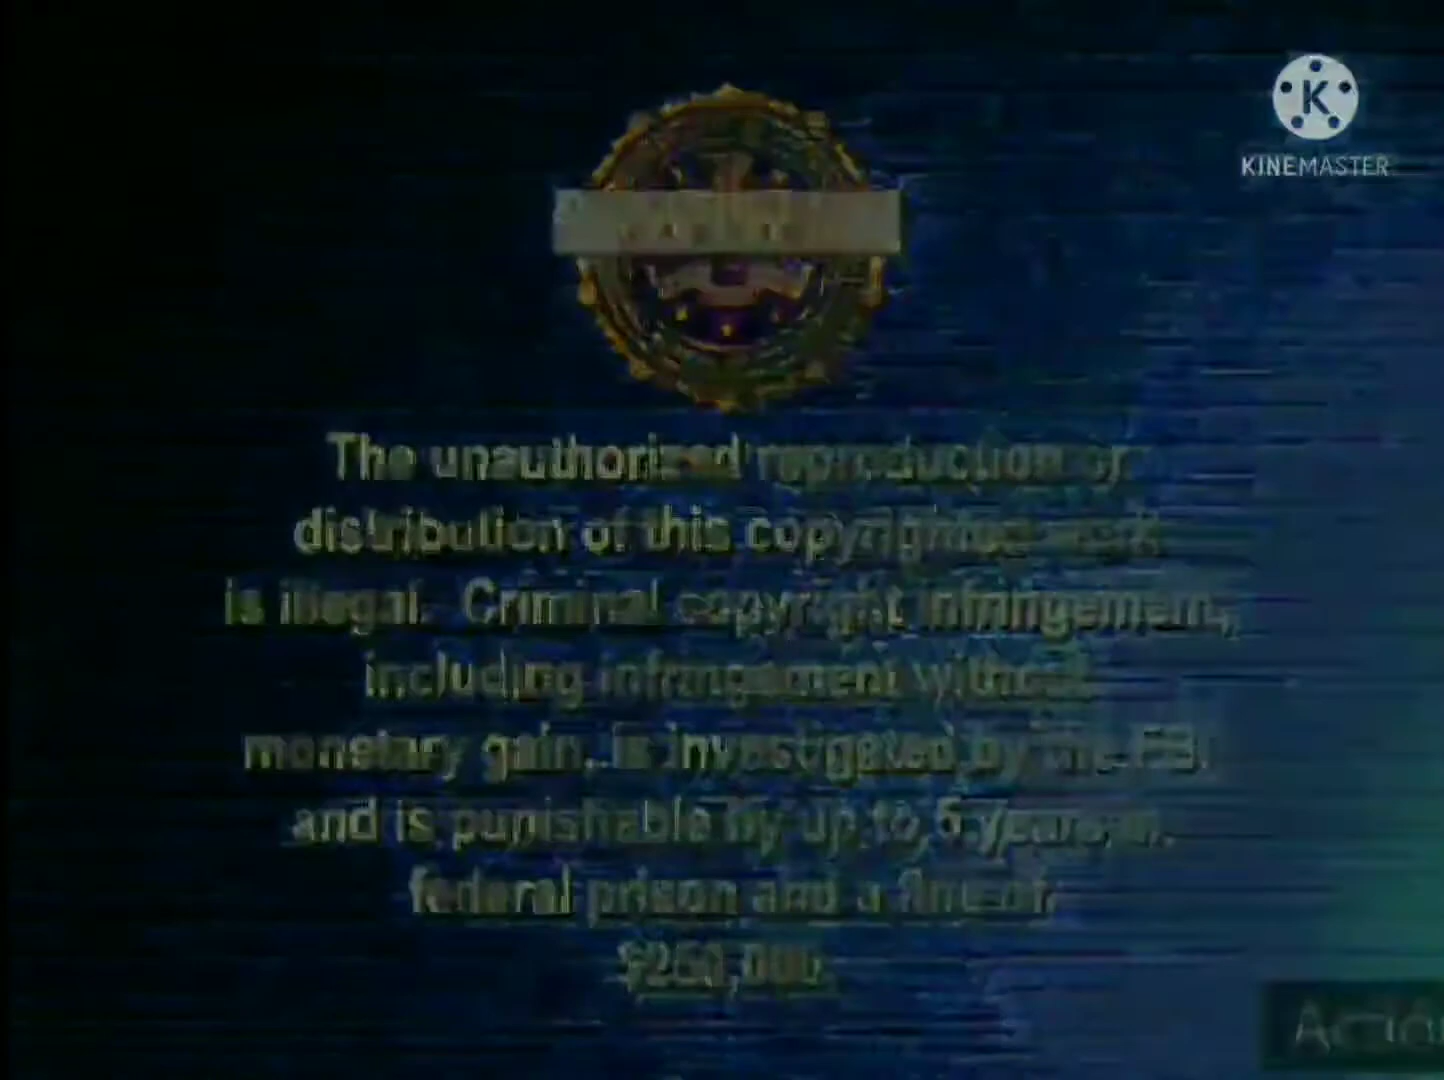 K
KINEMASTER
WARNING
The unauthorized reproduction or
distribution of this copyrighted work
is illegal. Criminal copyright infringement,
including infringement without
monetary gain, is investigated by the FBI
and is punishable by up to 5 years in
federal prison and a fine of
$250,000.